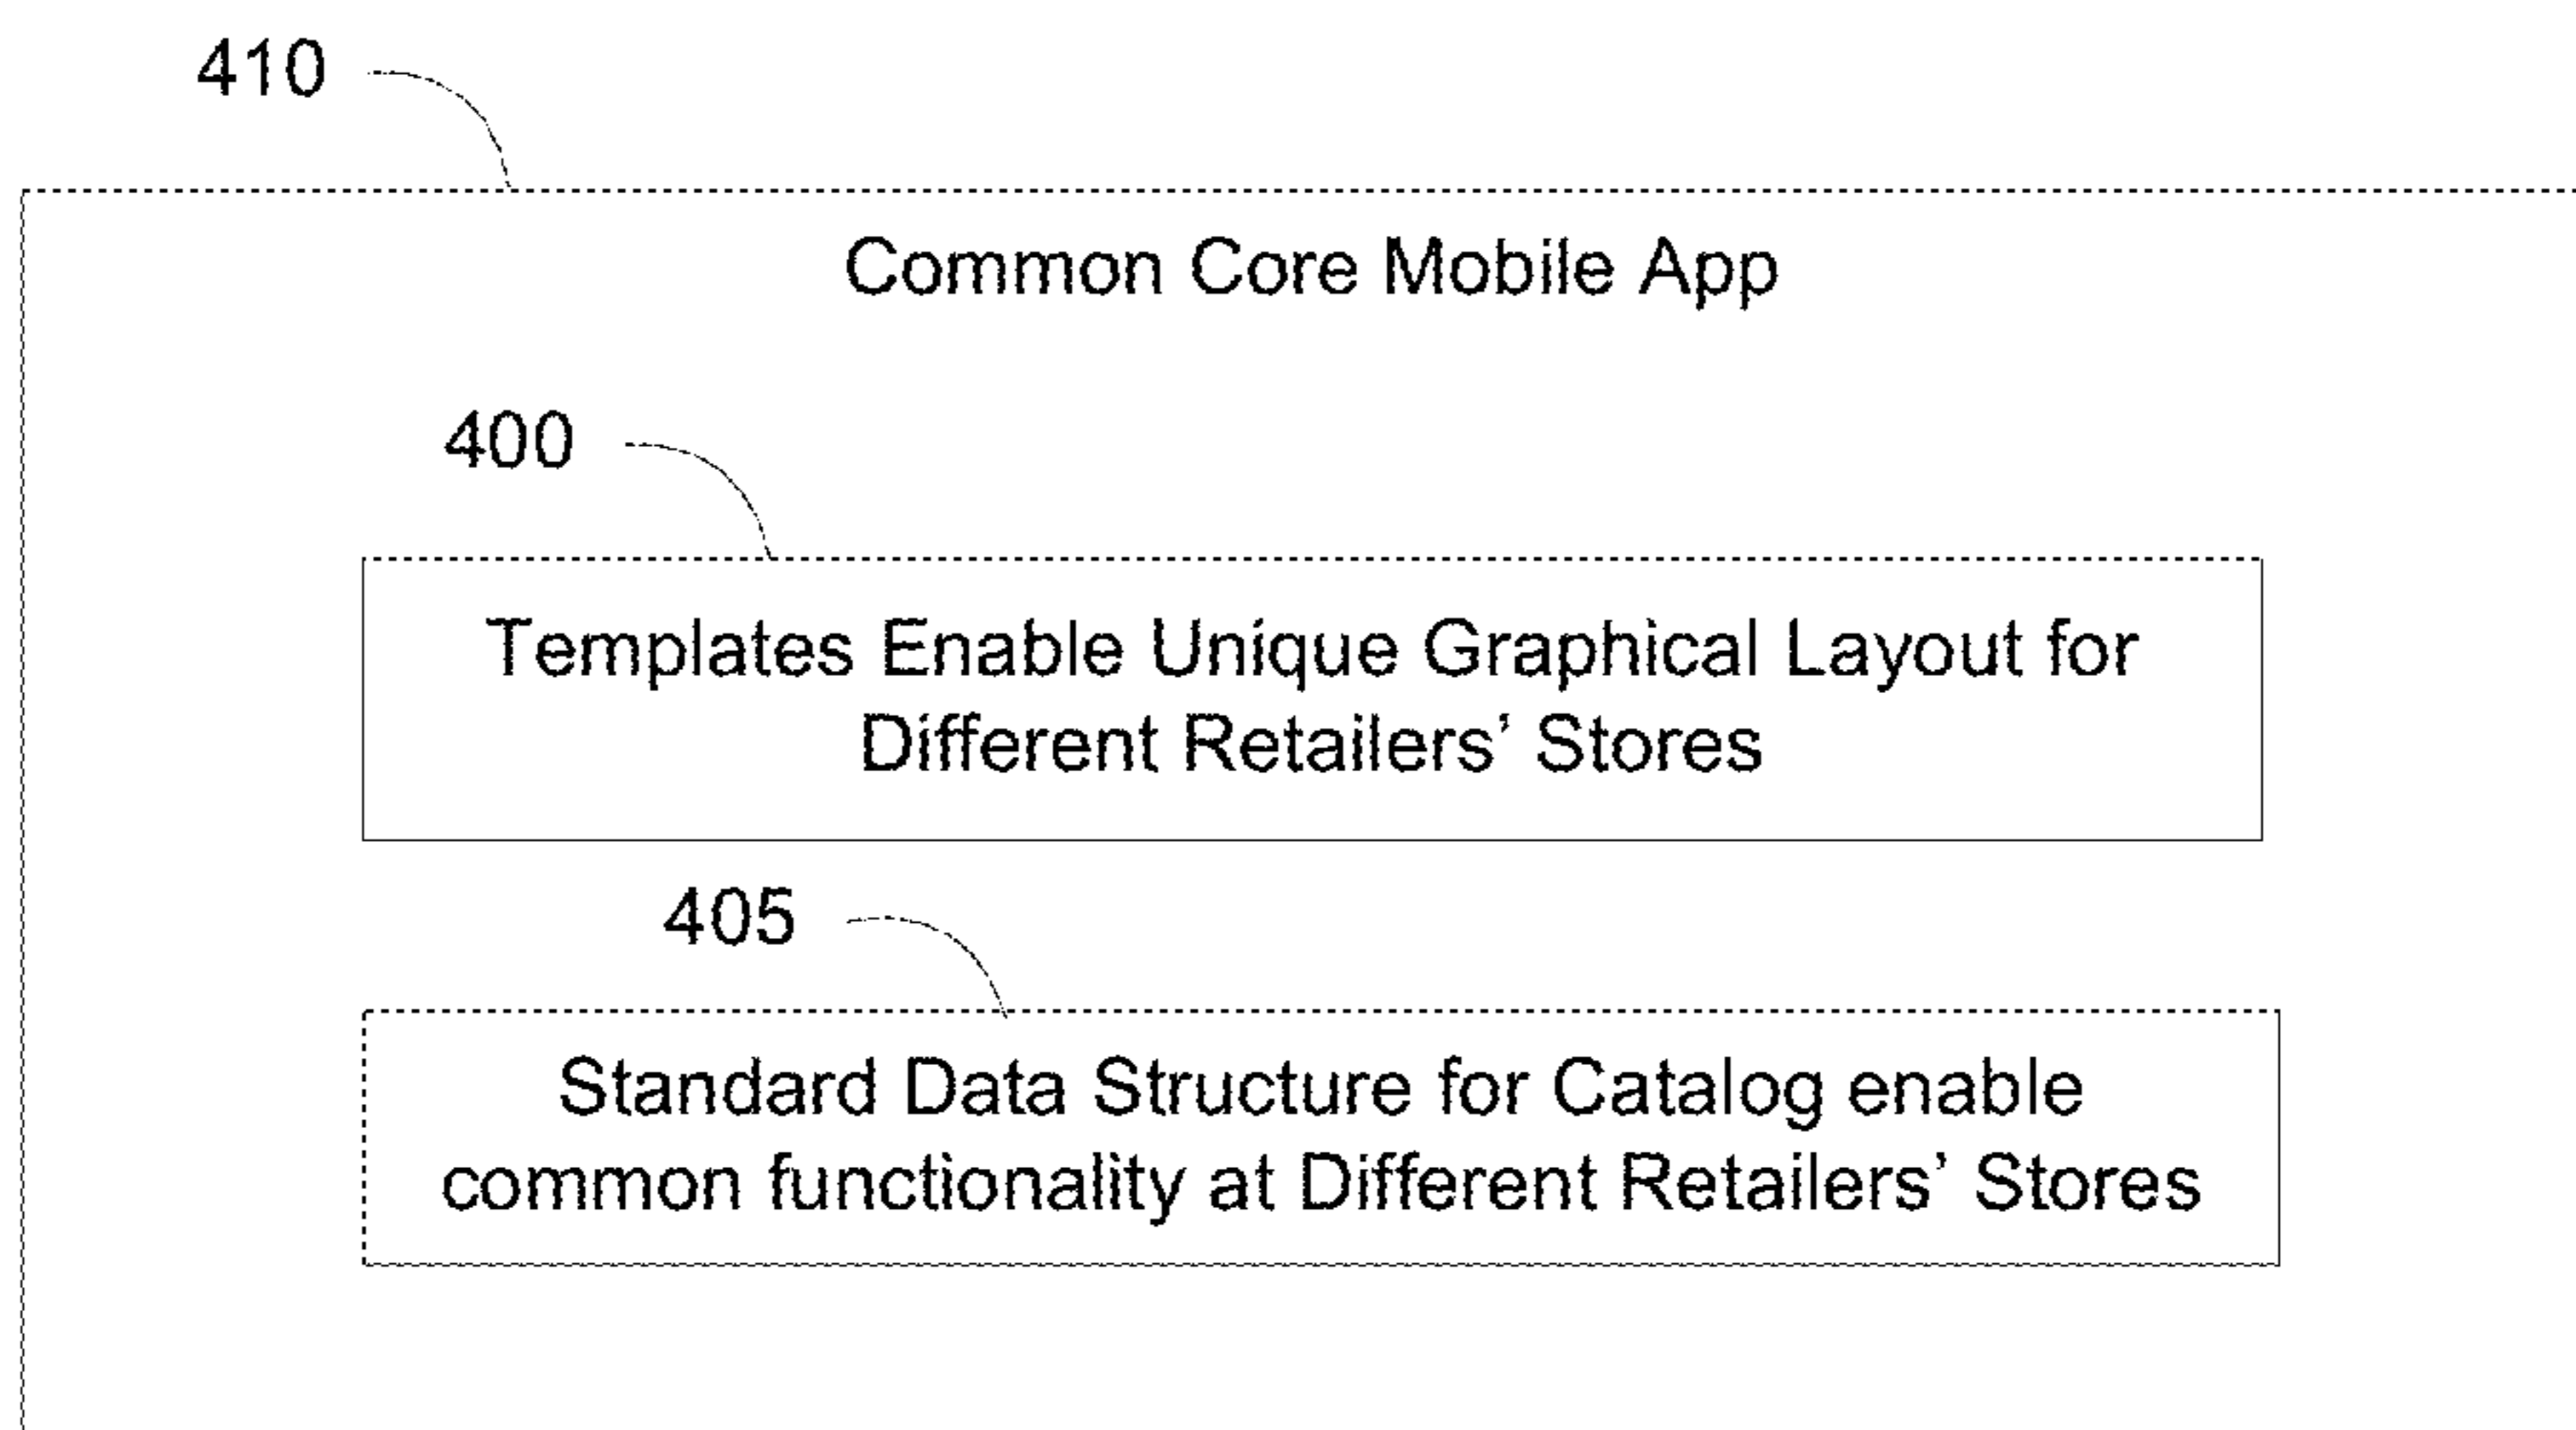 410
Common Core Mobile App
400
Templates Enable Unique Graphical Layout for
Different Retailers’ Stores
405
Standard Data Structure for Catalog enable
common functionality at Different Retailers’ Stores